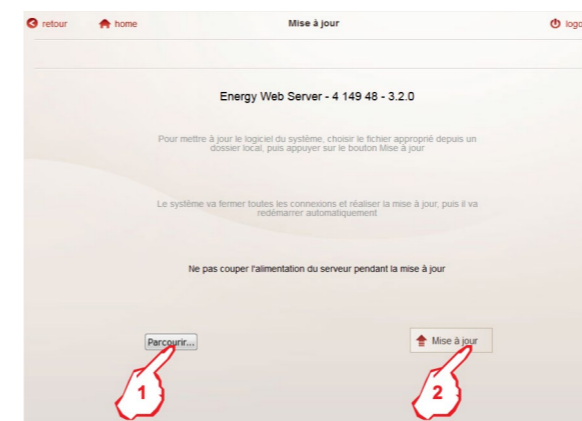 retour home Mise à jour
Energy Web Server - 4 149 48 - 3.2.0
Pour mettre à jour le logiciel du système, choisir le fichier approprié depuis un
dossier local, puis appuyer sur le bouton Mise à jour
Le système va fermer toutes les connexions et réaliser la mise à jour, puis il va
redémarrer automatiquement
Ne pas couper l'alimentation du serveur pendant la mise à jour
Parcourir... Mise à jour
1 2